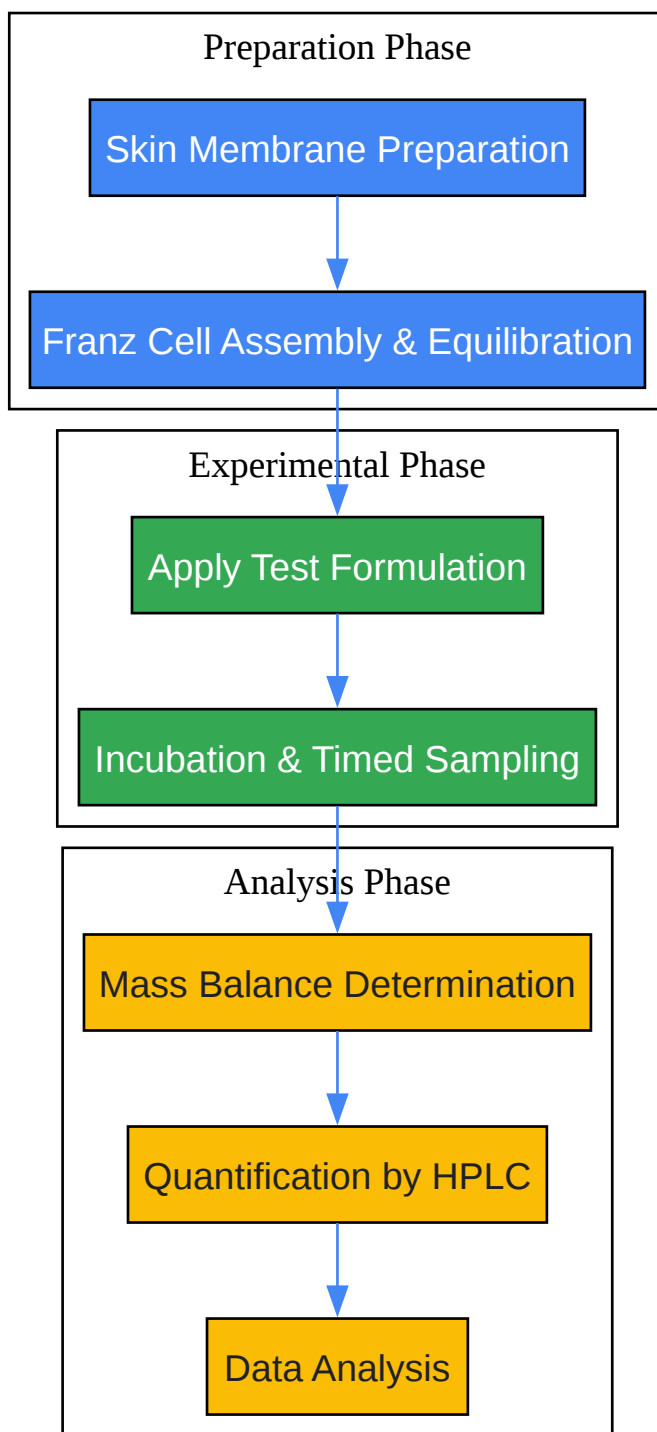 Preparation Phase
Skin Membrane Preparation
Franz Cell Assembly & Equilibration
Experimental Phase
Apply Test Formulation
Incubation & Timed Sampling
Analysis Phase
Mass Balance Determination
Quantification by HPLC
Data Analysis